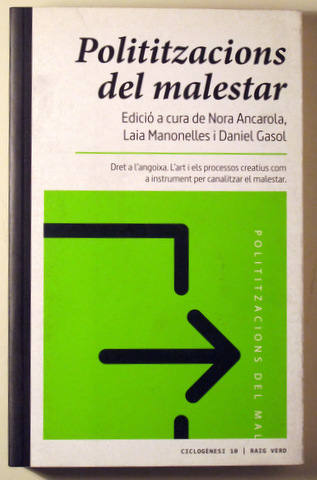 Polititzacions
del malestar
Edició a cura de Nora Ancarola,
Laia Manonelles i Daniel Gasol
Dret a l'angoixa. L'art i els processos creatius com
a instrument per canalitzar el malestar.
POLITITZACIONS DEL MAL
CICLOGÈNESI 10 | RAIG VERD